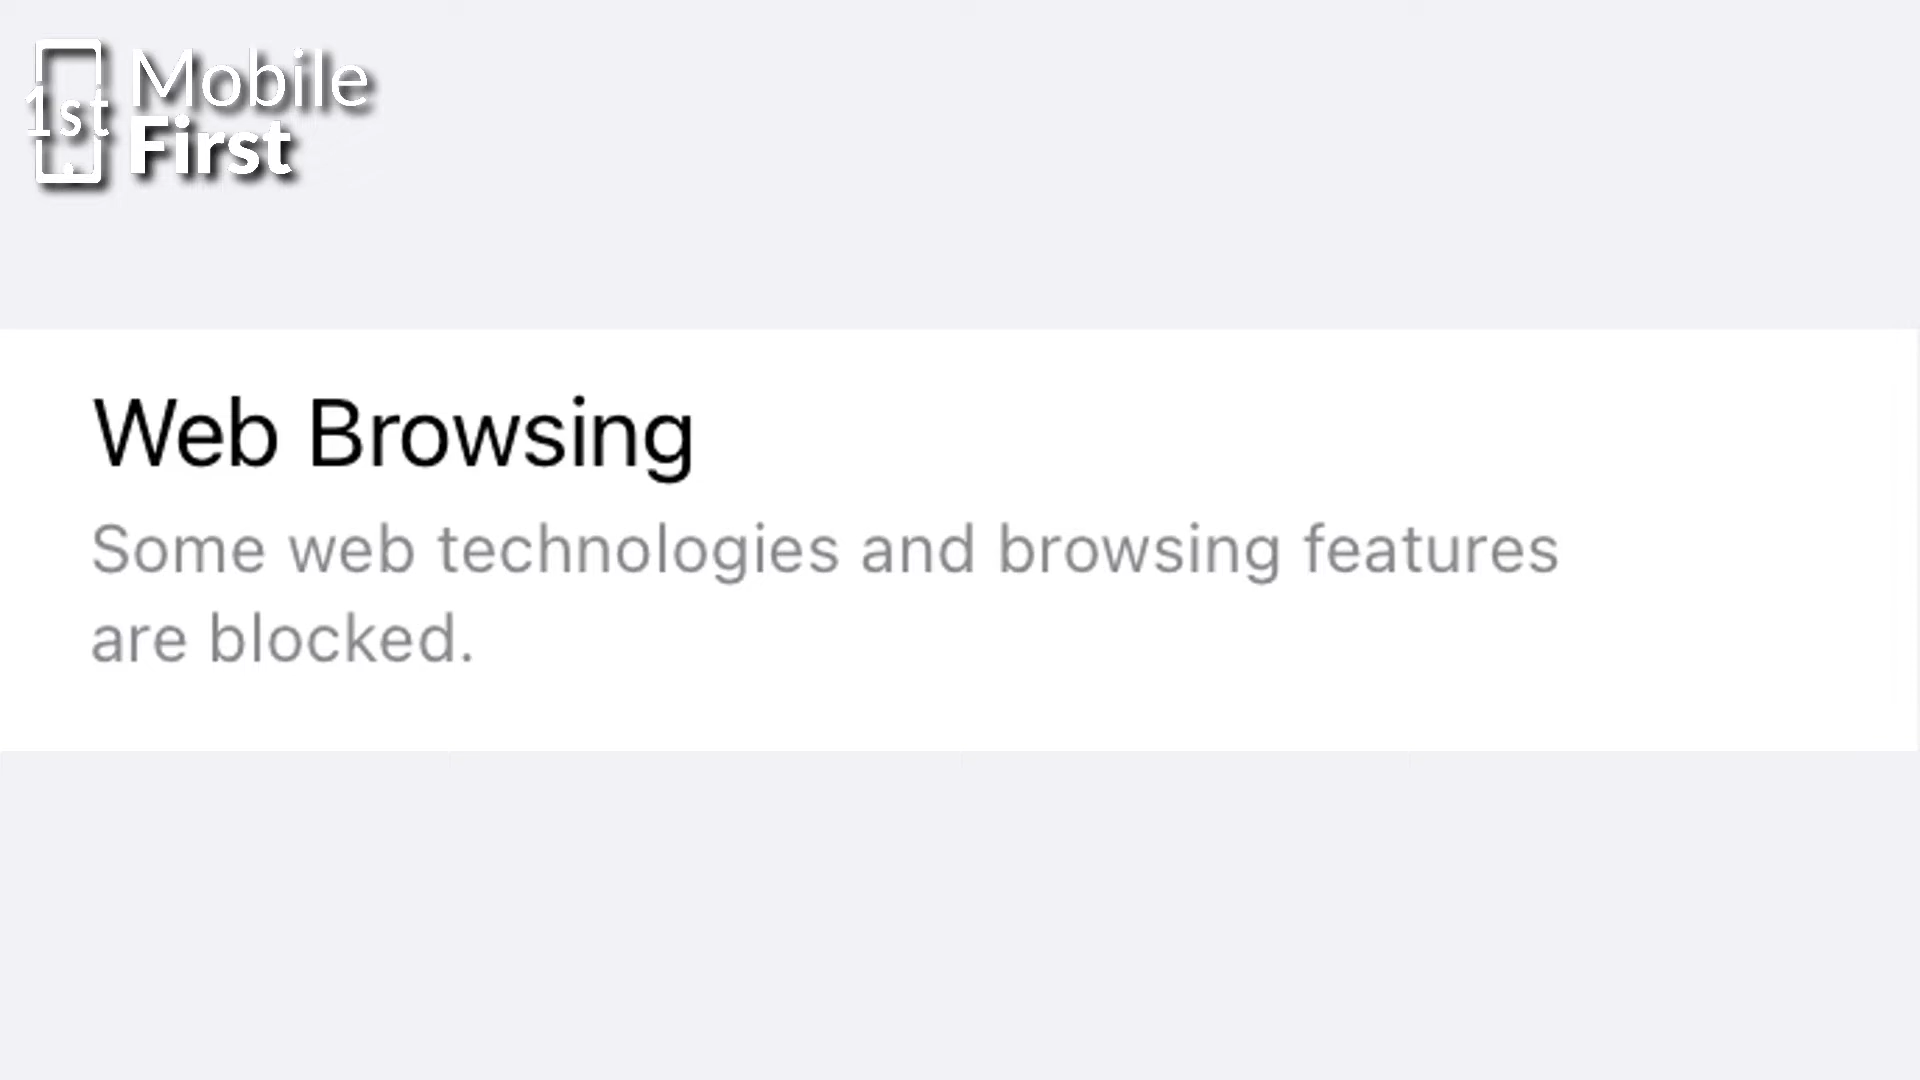 1st
Mobile
First
Web Browsing
Some web technologies and browsing features
are blocked.